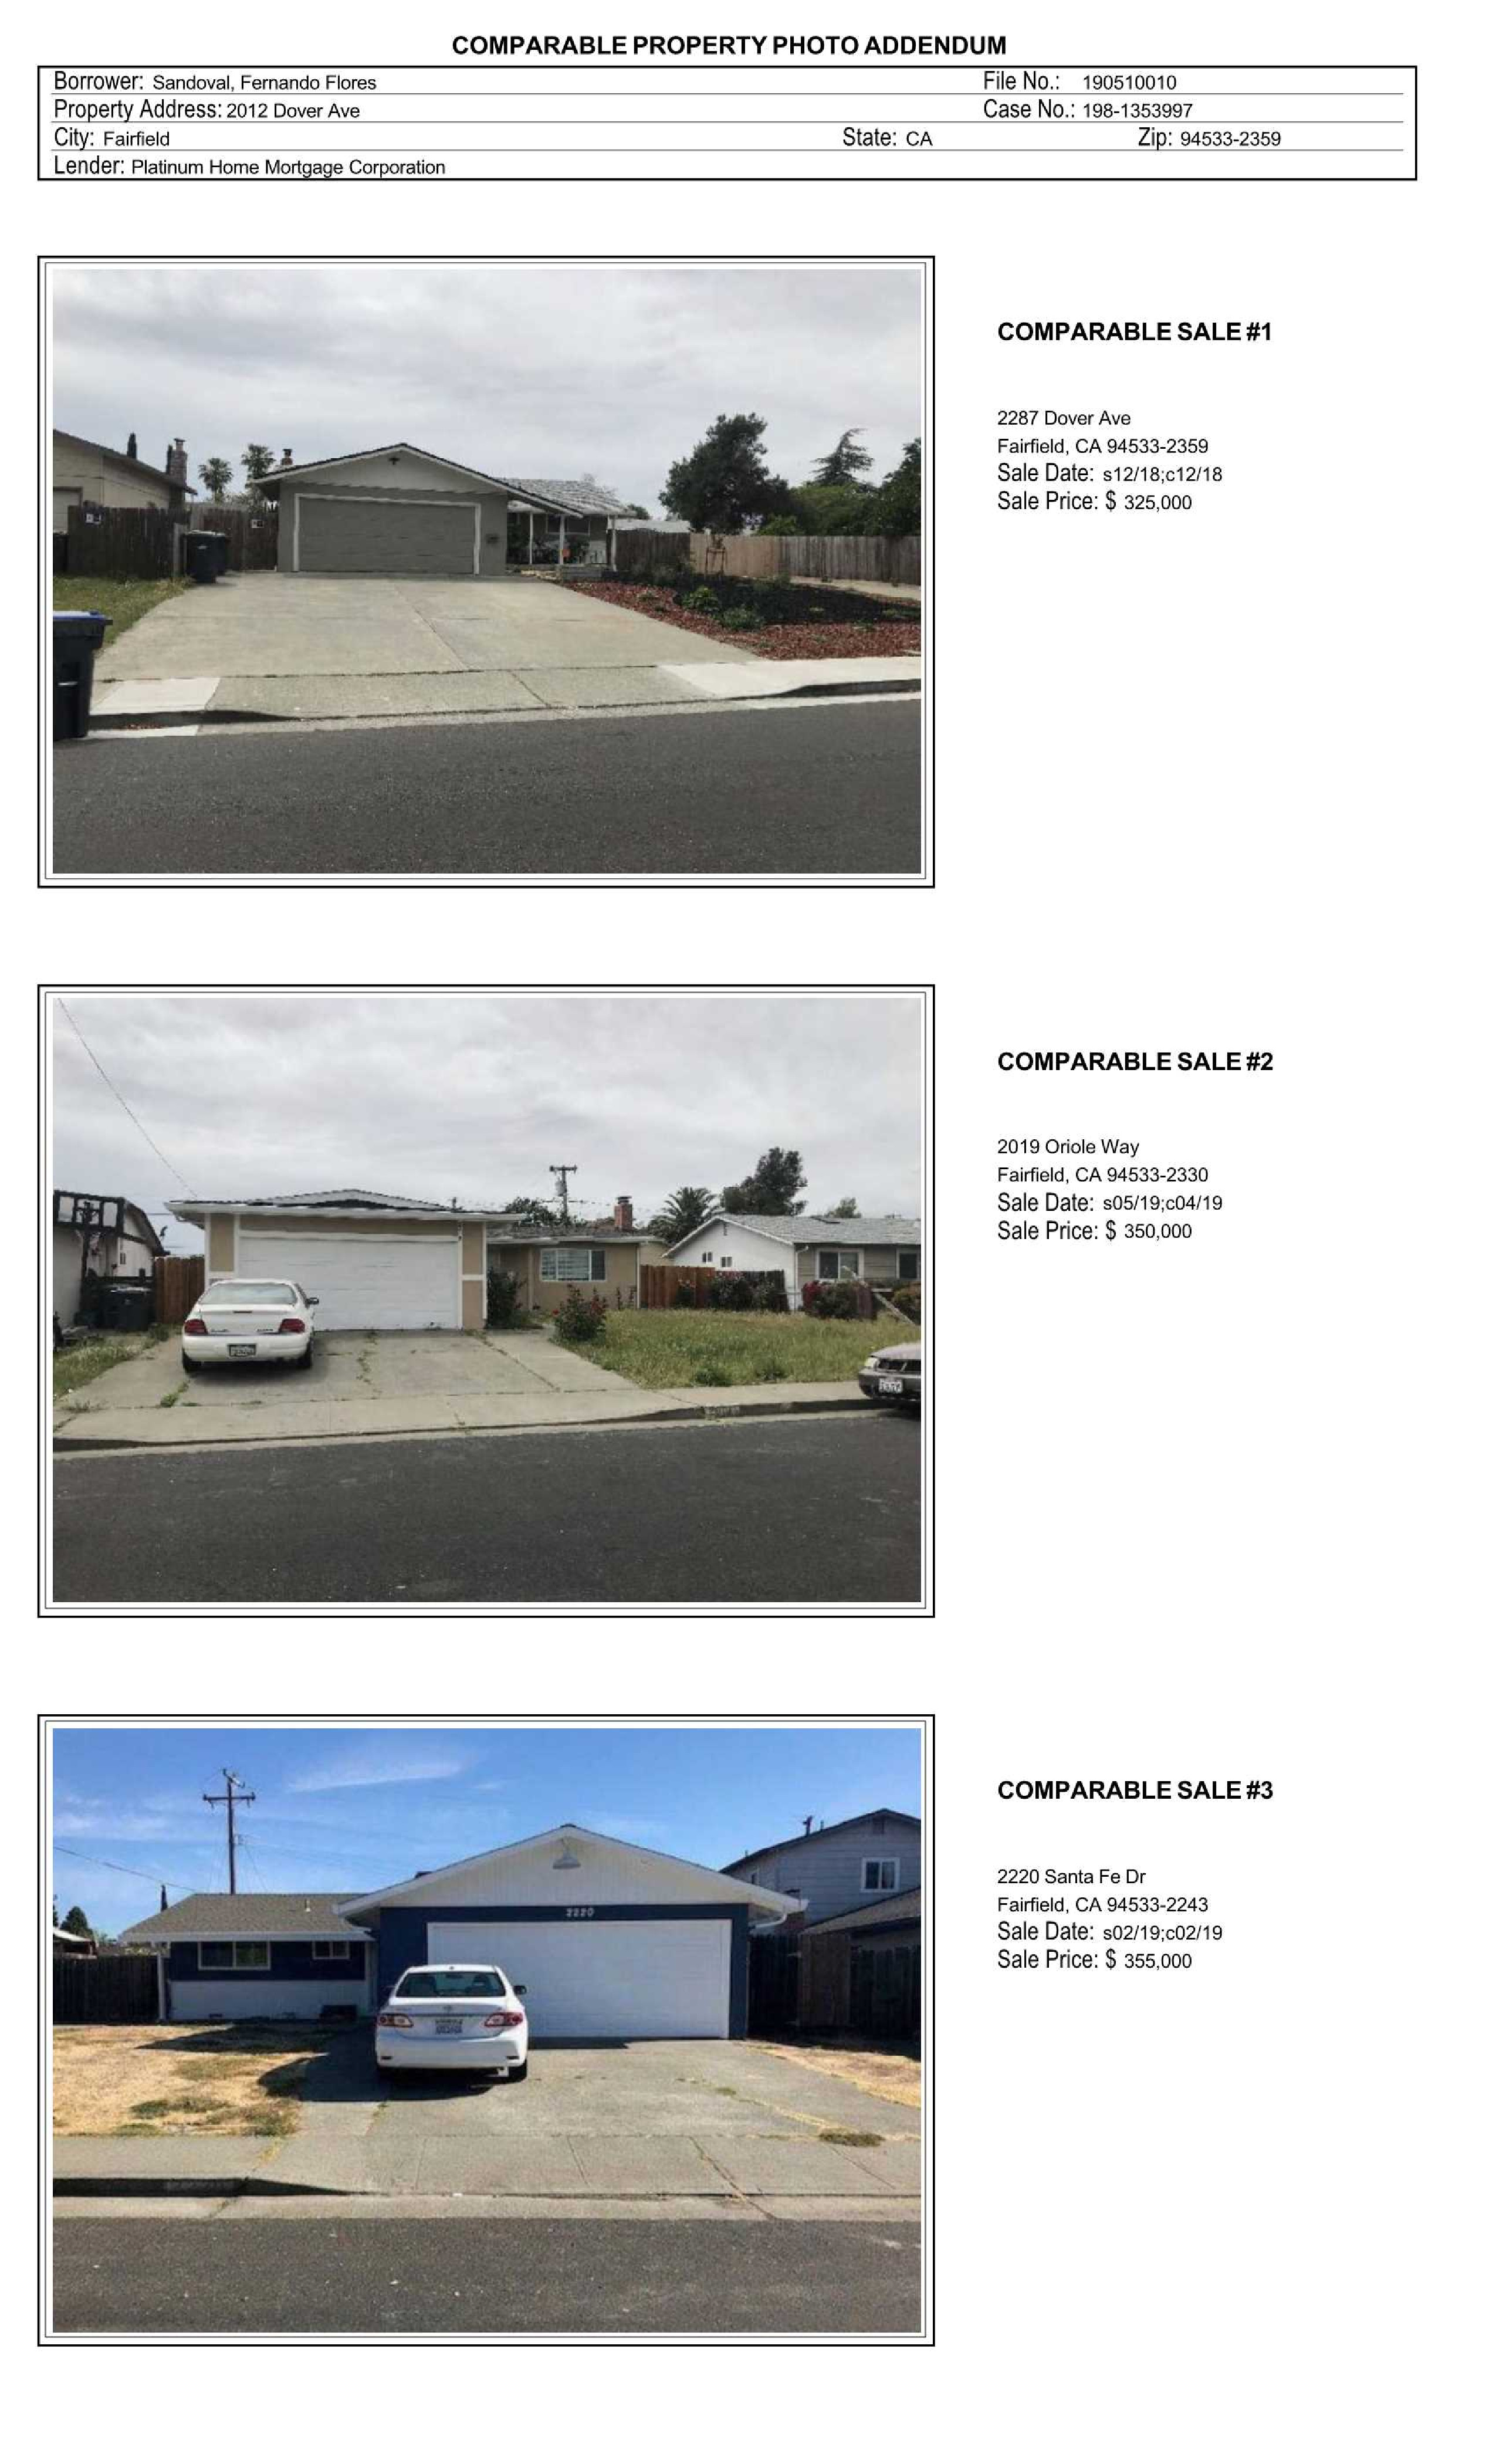 COMPARABLE PROPERTY PHOTO ADDENDUM
Borrower: Sandoval, Fernando Flores File No.: 190510010
Property Address: 2012 Dover Ave Case No.: 198-1353997
City: Fairfield State: CA Zip: 94533-2359
Lender: Platinum Home Mortgage Corporation
COMPARABLE SALE #1
2287 Dover Ave
Fairfield, CA 94533-2359
Sale Date: s12/18;c12/18
Sale Price: $ 325,000
COMPARABLE SALE #2
2019 Oriole Way
Fairfield, CA 94533-2330
Sale Date: s05/19;c04/19
Sale Price: $ 350,000
COMPARABLE SALE #3
2220 Santa Fe Dr
Fairfield, CA 94533-2243
Sale Date: s02/19;c02/19
Sale Price: $ 355,000
2220